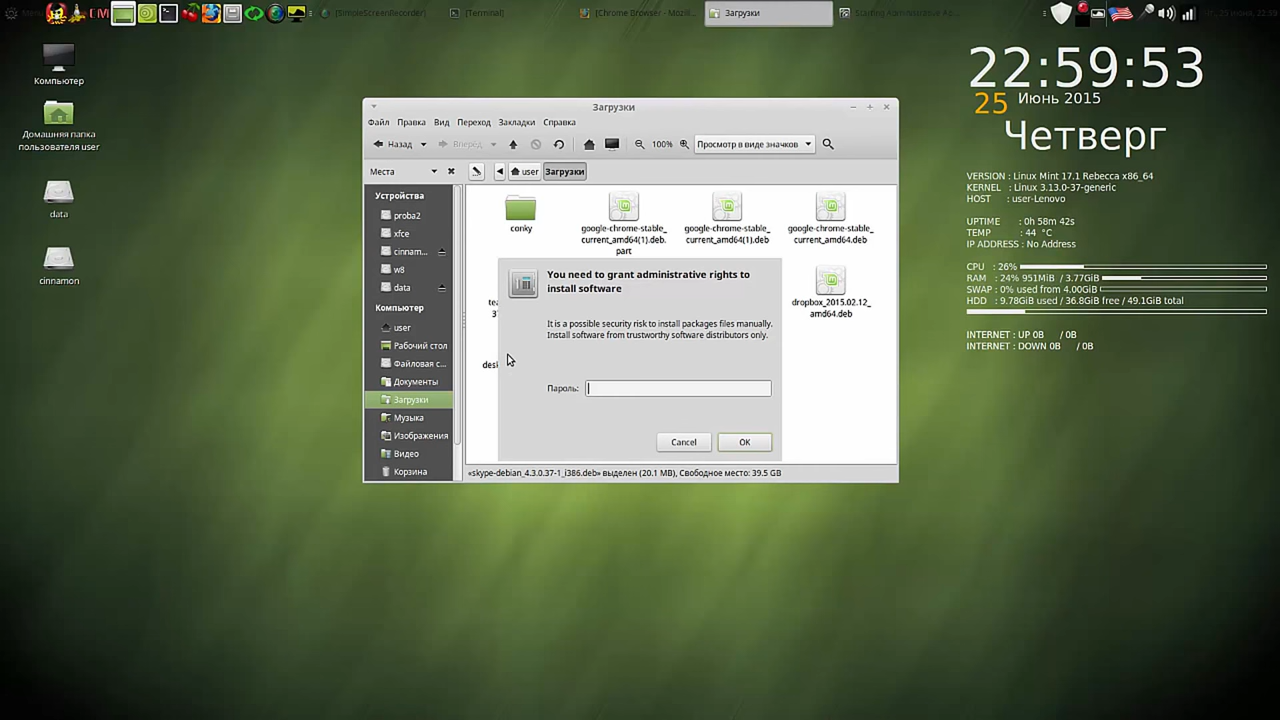 [SimpleScreenRecorder]
[Terminal]
[Chrome Browser - Mozil...
Загрузки
Starting Administrative Ap...
Компьютер
Домашняя папка
пользователя user
data
cinnamon
22:59:53
25 Июнь 2015
Четверг
VERSION : Linux Mint 17.1 Rebecca x86_64
KERNEL : Linux 3.13.0-37-generic
HOST : user-Lenovo
UPTIME : 0h 58m 42s
TEMP : 44 °C
IP ADDRESS : No Address
CPU : 26%
RAM : 24% 951MiB / 3.77GiB
SWAP : 0% used from 4.00GiB
HDD : 9.78GiB used / 36.8GiB free / 49.1GiB total
INTERNET : UP 0B / 0B
INTERNET : DOWN 0B / 0B
Загрузки
Файл Правка Вид Переход Закладки Справка
Назад Вперёд 100% Просмотр в виде значков
Места user Загрузки
Устройства
proba2
xfce
cinnam...
w8
data
Компьютер
user
Рабочий стол
Файловая с...
Документы
Загрузки
Музыка
Изображения
Видео
Корзина
conky
google-chrome-stable_
current_amd64(1).deb.
part
google-chrome-stable_
current_amd64(1).deb
google-chrome-stable_
current_amd64.deb
dropbox_2015.02.12_
amd64.deb
You need to grant administrative rights to
install software
It is a possible security risk to install packages files manually.
Install software from trustworthy software distributors only.
Пароль:
Cancel OK
«skype-debian_4.3.0.37-1_i386.deb» выделен (20.1 MB), Свободное место: 39.5 GB